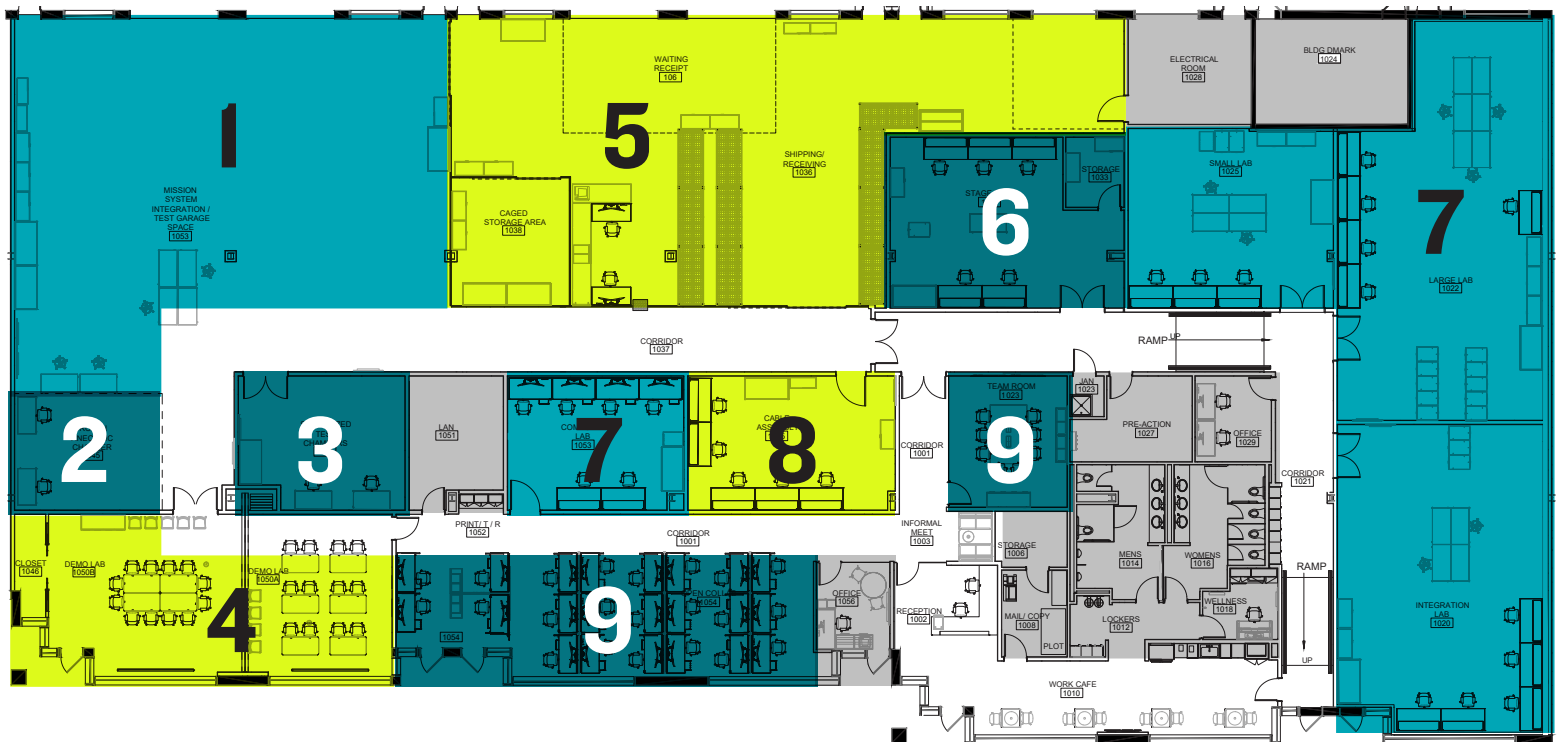 1
MISSION
SYSTEM
INTEGRATION /
TEST GARAGE
SPACE
1053
WAITING
RECEIPT
106
5
SHIPPING/
RECEIVING
1036
CAGED
STORAGE AREA
1038
ELECTRICAL
ROOM
1028
BLDG DMARK
1024
6
STORAGE
1033
SMALL LAB
1025
7
LARGE LAB
1022
CORRIDOR
1037
RAMP
UP
2
3
LAN
1051
7
LAB
1053
8
CORRIDOR
1001
TEAM ROOM
1023
9
JAN
1023
PRE-ACTION
1027
OFFICE
1029
CORRIDOR
1021
PRINT/ T / R
1052
CORRIDOR
1001
INFORMAL
MEET
1003
STORAGE
1006
MENS
1014
WOMENS
1016
CLOSET
1046
DEMO LAB
1050B
DEMO LAB
1050A
4
1054
9
1054
OFFICE
1056
RECEPTION
1002
MAIL/ COPY
1008
PLOT
LOCKERS
1012
WELLNESS
1018
RAMP
UP
WORK CAFE
1010
INTEGRATION
LAB
1020